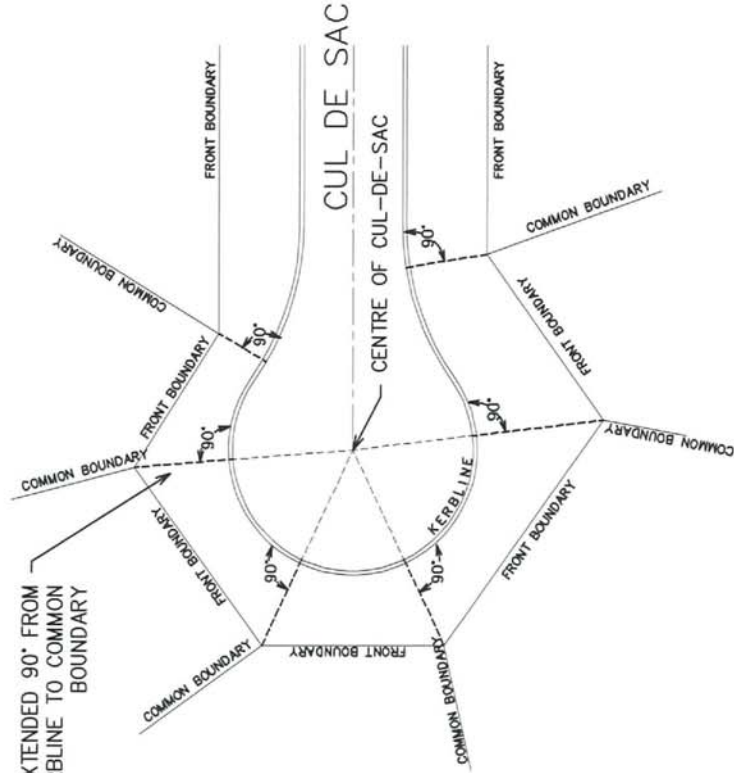 CUL DE SAC
FRONT BOUNDARY
FRONT BOUNDARY
COMMON BOUNDARY
COMMON BOUNDARY
90°
90°
FRONT BOUNDARY
CENTRE OF CUL-DE-SAC
FRONT BOUNDARY
COMMON BOUNDARY
90°
90°
KERBLINE
COMMON BOUNDARY
XTENDED 90° FROM
BLINE TO COMMON
BOUNDARY
FRONT BOUNDARY
90°
90°
FRONT BOUNDARY
FRONT BOUNDARY
COMMON BOUNDARY
COMMON BOUNDARY